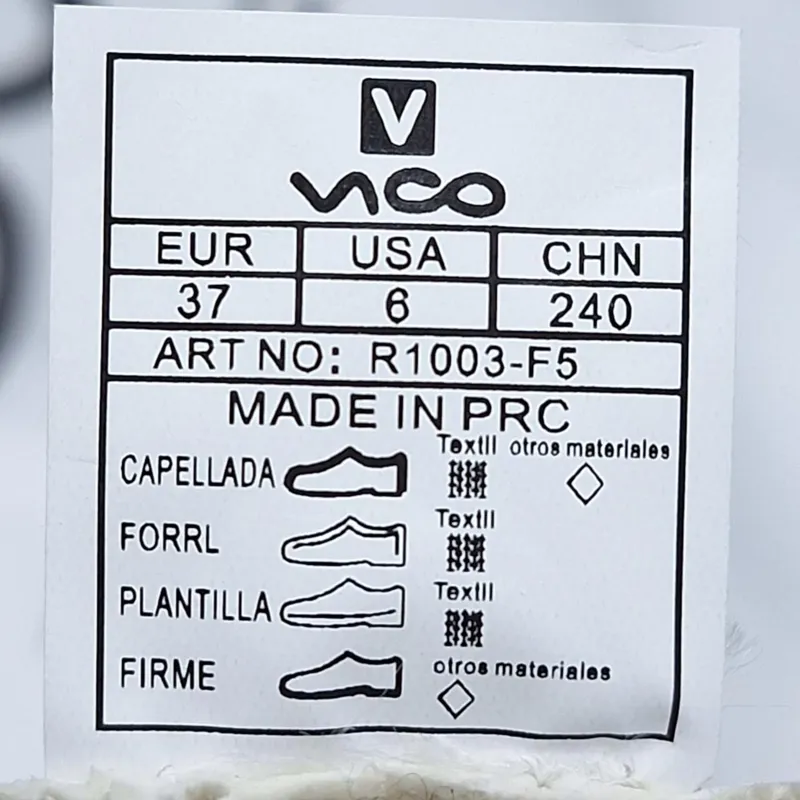 V
VICO
EUR USA CHN
37 6 240
ART NO: R1003-F5
MADE IN PRC
Textil otros materiales
CAPELLADA
Textil
FORRL
Textil
PLANTILLA
otros materiales
FIRME